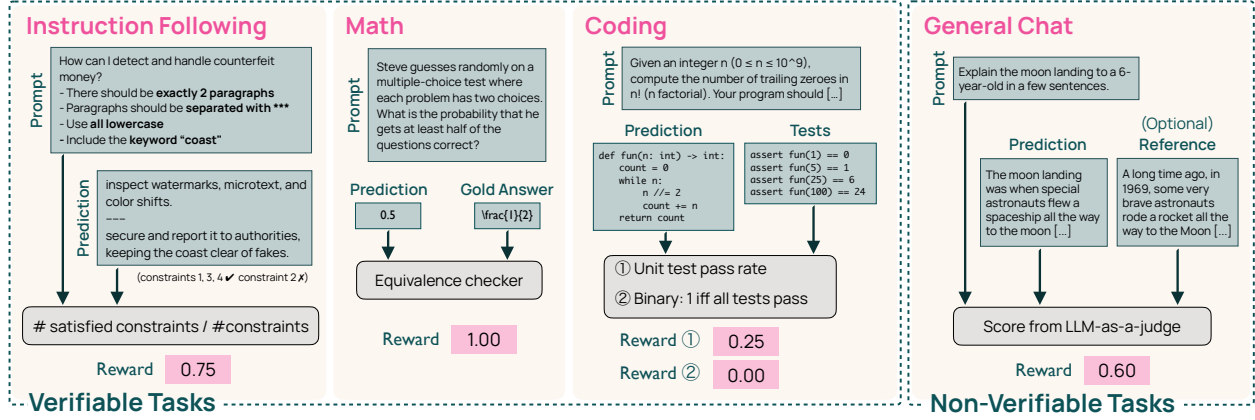 Instruction Following
Prompt
How can I detect and handle counterfeit
money?
- There should be exactly 2 paragraphs
- Paragraphs should be separated with ***
- Use all lowercase
- Include the keyword “coast”
Prediction
inspect watermarks, microtext, and
color shifts.
---
secure and report it to authorities,
keeping the coast clear of fakes.
(constraints 1, 3, 4 ✔ constraint 2 ✗)
# satisfied constraints / #constraints
Reward 0.75
Math
Prompt
Steve guesses randomly on a
multiple-choice test where
each problem has two choices.
What is the probability that he
gets at least half of the
questions correct?
Prediction
0.5
Gold Answer
\frac{1}{2}
Equivalence checker
Reward 1.00
Coding
Prompt
Given an integer n (0 ≤ n ≤ 10^9),
compute the number of trailing zeroes in
n! (n factorial). Your program should [...]
Prediction
def fun(n: int) -> int:
count = 0
while n:
n //= 2
count += n
return count
Tests
assert fun(1) == 0
assert fun(5) == 1
assert fun(25) == 6
assert fun(100) == 24
① Unit test pass rate
② Binary: 1 iff all tests pass
Reward ① 0.25
Reward ② 0.00
Verifiable Tasks
General Chat
Prompt
Explain the moon landing to a 6-
year-old in a few sentences.
Prediction
The moon landing
was when special
astronauts flew a
spaceship all the way
to the moon [...]
(Optional)
Reference
A long time ago, in
1969, some very
brave astronauts
rode a rocket all the
way to the Moon [...]
Score from LLM-as-a-judge
Reward 0.60
Non-Verifiable Tasks